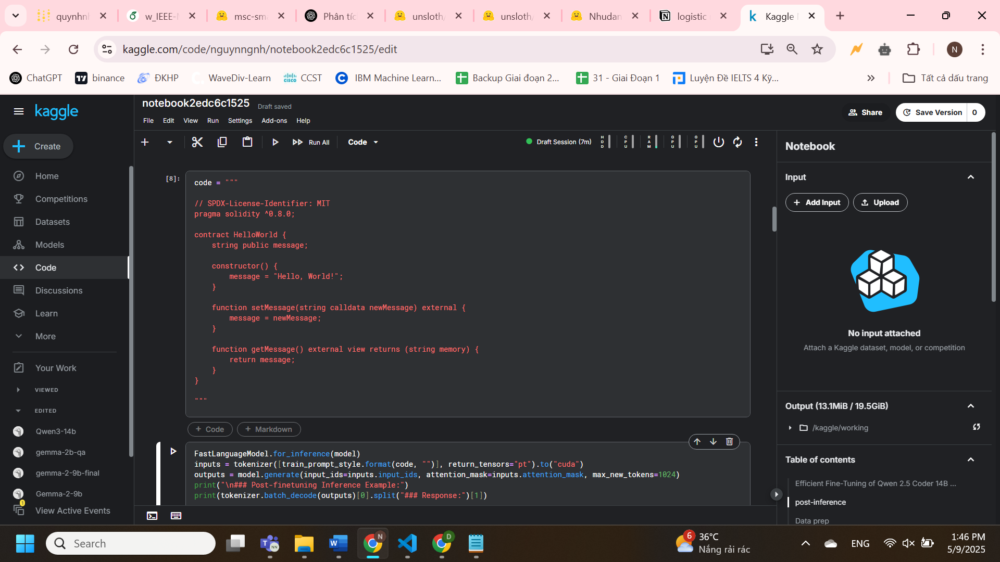 quynhnl
w_IEEE-
msc-sm
Phân tíc
unsloth/
unsloth/
Nhudan
logistic
Kaggle
kaggle.com/code/nguynngnh/notebook2edc6c1525/edit
N
ChatGPT
binance
ĐKHP
WaveDiv-Learn
CCST
IBM Machine Learn...
Backup Giai đoạn 2...
31 - Giai Đoạn 1
Luyện Đề IELTS 4 Kỹ...
Tất cả dấu trang
kaggle
notebook2edc6c1525
Draft saved
File
Edit
View
Run
Settings
Add-ons
Help
Share
Save Version
0
Create
Run All
Code
Draft Session (7m)
HDD
CPU
RAM
GPU
GPU
Home
Competitions
Datasets
Models
Code
Discussions
Learn
More
Your Work
VIEWED
EDITED
Qwen3-14b
gemma-2b-qa
gemma-2-9b-final
Gemma-2-9b
1
View Active Events
[8]:
code = """
// SPDX-License-Identifier: MIT
pragma solidity ^0.8.0;
contract HelloWorld {
string public message;
constructor() {
message = "Hello, World!";
}
function setMessage(string calldata newMessage) external {
message = newMessage;
}
function getMessage() external view returns (string memory) {
return message;
}
}
"""
+ Code
+ Markdown
FastLanguageModel.for_inference(model)
inputs = tokenizer([train_prompt_style.format(code, "")], return_tensors="pt").to("cuda")
outputs = model.generate(input_ids=inputs.input_ids, attention_mask=inputs.attention_mask, max_new_tokens=1024)
print("\n### Post-finetuning Inference Example:")
print(tokenizer.batch_decode(outputs)[0].split("### Response:")[1])
Notebook
Input
+ Add Input
Upload
No input attached
Attach a Kaggle dataset, model, or competition
Output (13.1MiB / 19.5GiB)
/kaggle/working
Table of contents
Efficient Fine-Tuning of Qwen 2.5 Coder 14B ...
post-inference
Data prep
Search
NN
N
D
6
36°C
Nắng rải rác
ENG
1:46 PM
5/9/2025